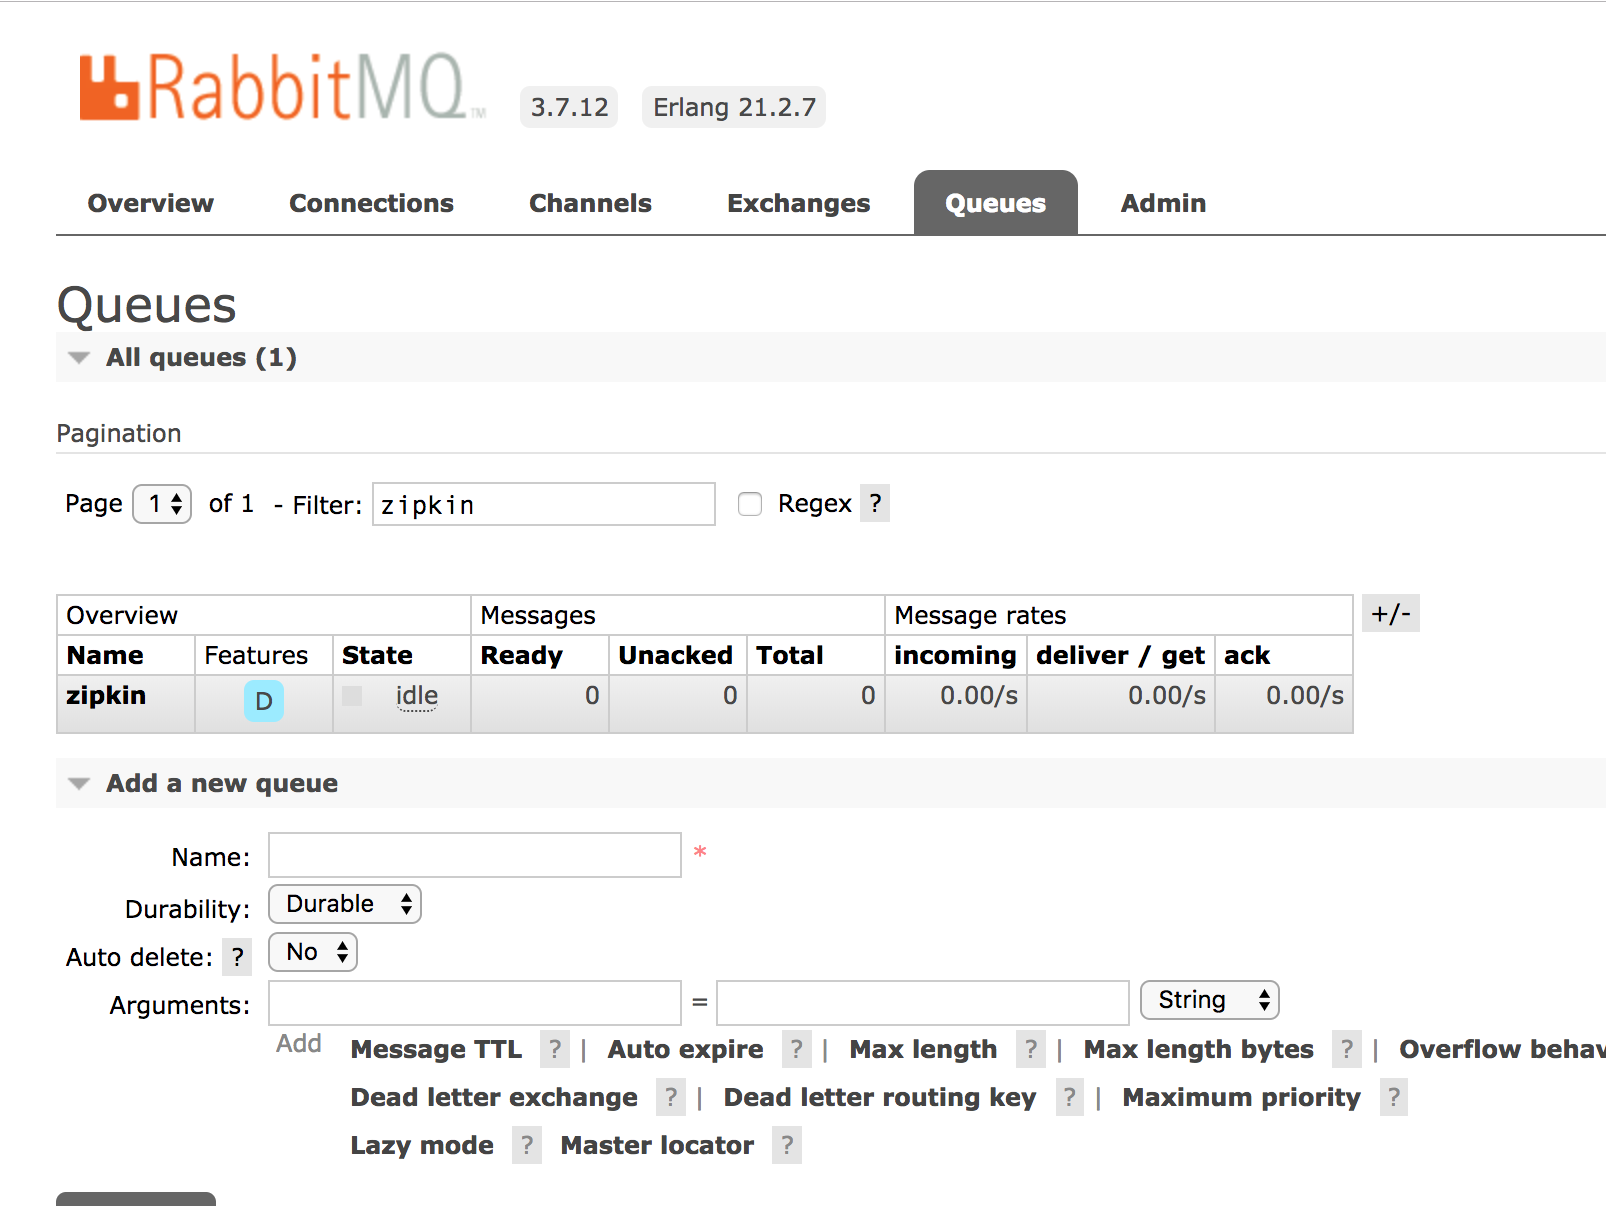 RabbitMQ™ 3.7.12 Erlang 21.2.7
Overview Connections Channels Exchanges Queues Admin
Queues
All queues (1)
Pagination
Page 1 of 1 - Filter: zipkin Regex ?
Overview Messages Message rates +/-
Name Features State Ready Unacked Total incoming deliver / get ack
zipkin D idle 0 0 0 0.00/s 0.00/s 0.00/s
Add a new queue
Name: *
Durability: Durable
Auto delete: ? No
Arguments: = String
Add Message TTL ? | Auto expire ? | Max length ? | Max length bytes ? | Overflow behav
Dead letter exchange ? | Dead letter routing key ? | Maximum priority ?
Lazy mode ? Master locator ?